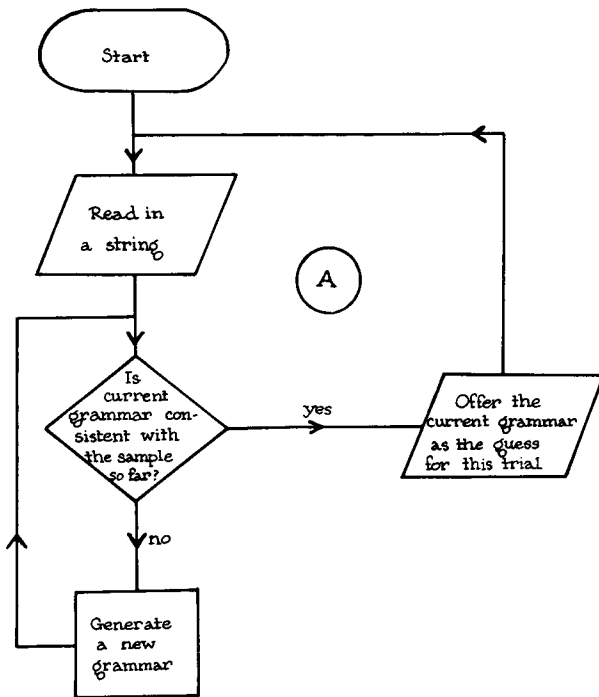 Start
Read in
a string
A
Is
current
grammar con-
sistent with
the sample
so far?
yes
Offer the
current grammar
as the guess
for this trial
no
Generate
a new
grammar